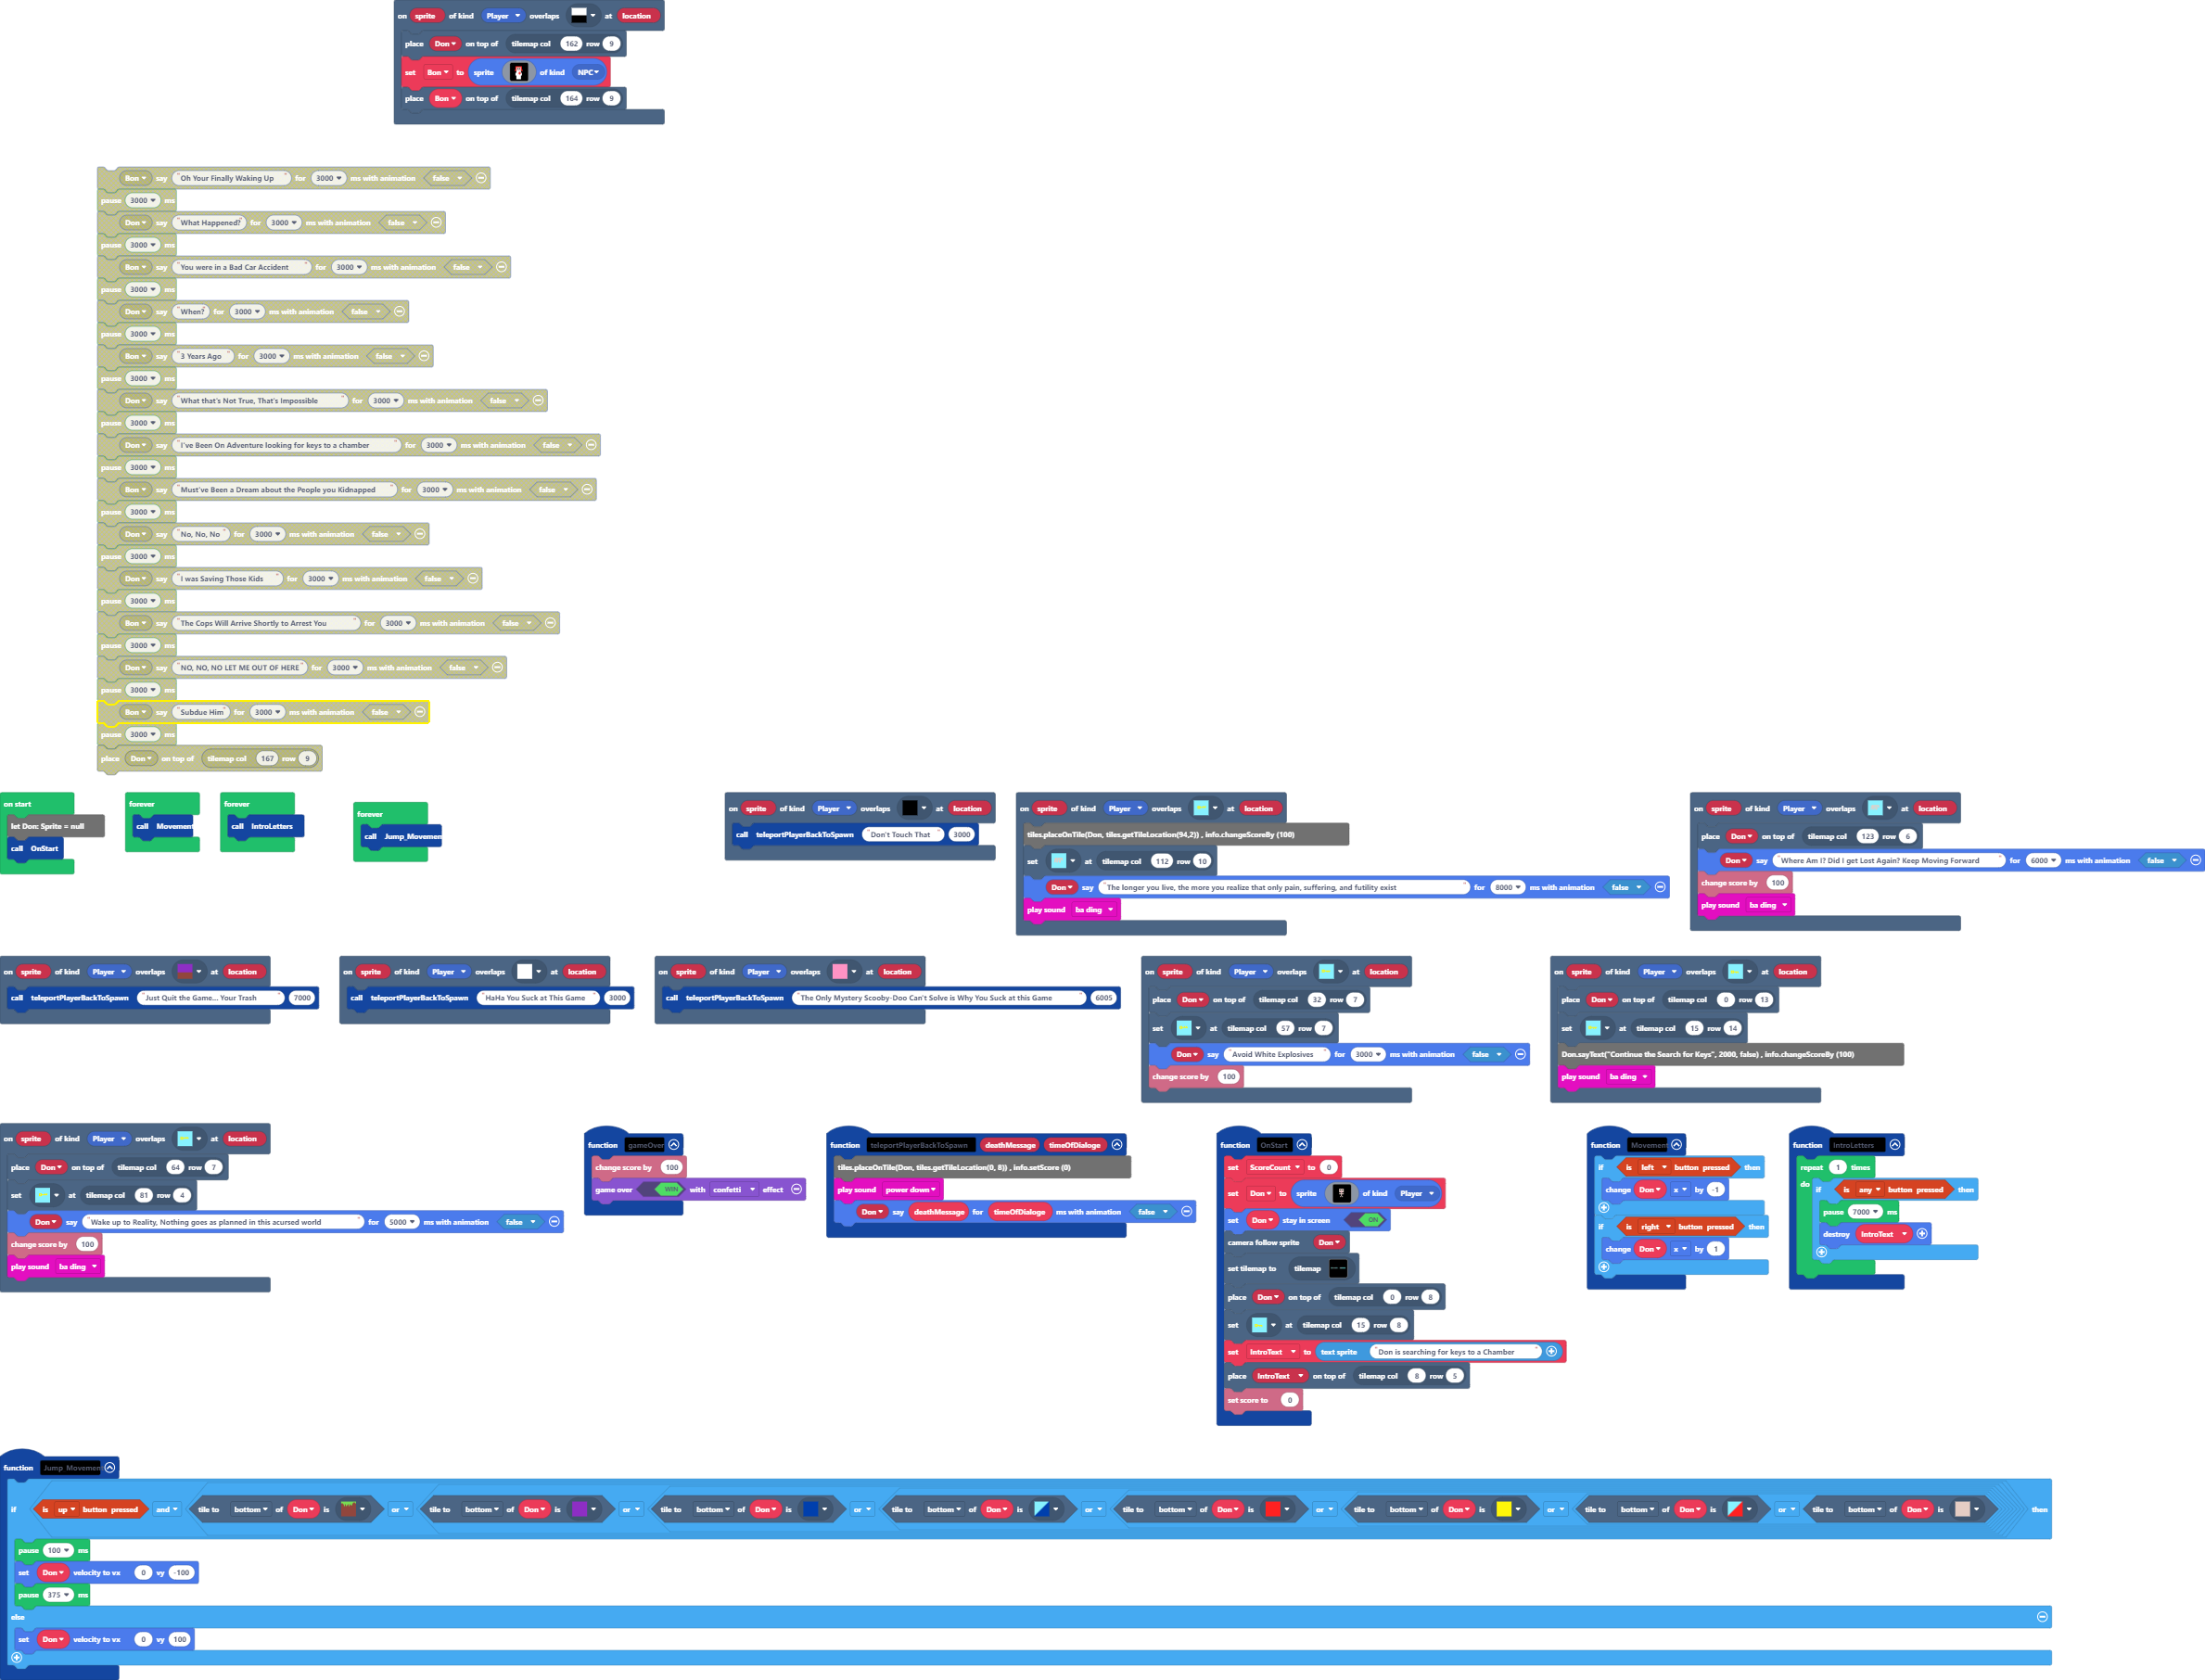 on sprite of kind Player overlaps at location
place Don on top of tilemap col 162 row 9
set Bon to sprite of kind NPC
place Bon on top of tilemap col 164 row 9
Bon say "Oh Your Finally Waking Up" for 3000 ms with animation false
pause 3000 ms
Don say "What Happened?" for 3000 ms with animation false
pause 3000 ms
Bon say "You were in a Bad Car Accident" for 3000 ms with animation false
pause 3000 ms
Don say "When?" for 3000 ms with animation false
pause 3000 ms
Bon say "3 Years Ago" for 3000 ms with animation false
pause 3000 ms
Don say "What that's Not True, That's Impossible" for 3000 ms with animation false
pause 3000 ms
Don say "I've Been On Adventure looking for keys to a chamber" for 3000 ms with animation false
pause 3000 ms
Bon say "Must've Been a Dream about the People you Kidnapped" for 3000 ms with animation false
pause 3000 ms
Don say "No, No, No" for 3000 ms with animation false
pause 3000 ms
Don say "I was Saving Those Kids" for 3000 ms with animation false
pause 3000 ms
Bon say "The Cops Will Arrive Shortly to Arrest You" for 3000 ms with animation false
pause 3000 ms
Don say "NO, NO, NO LET ME OUT OF HERE" for 3000 ms with animation false
pause 3000 ms
Bon say "Subdue Him" for 3000 ms with animation false
pause 3000 ms
place Don on top of tilemap col 167 row 9
on start
let Don: Sprite = null
call OnStart
forever
call Movement
forever
call IntroLetters
forever
call Jump_Movemen
on sprite of kind Player overlaps at location
call teleportPlayerBackToSpawn "Don't Touch That" 3000
on sprite of kind Player overlaps at location
tiles.placeOnTile(Don, tiles.getTileLocation(94,2)) , info.changeScoreBy (100)
set at tilemap col 112 row 10
Don say "The longer you live, the more you realize that only pain, suffering, and futility exist" for 8000 ms with animation false
play sound ba ding
on sprite of kind Player overlaps at location
place Don on top of tilemap col 123 row 6
Don say "Where Am I? Did I get Lost Again? Keep Moving Forward" for 6000 ms with animation false
change score by 100
play sound ba ding
on sprite of kind Player overlaps at location
call teleportPlayerBackToSpawn "Just Quit the Game... Your Trash" 7000
on sprite of kind Player overlaps at location
call teleportPlayerBackToSpawn "HaHa You Suck at This Game" 3000
on sprite of kind Player overlaps at location
call teleportPlayerBackToSpawn "The Only Mystery Scooby-Doo Can't Solve is Why You Suck at this Game" 6005
on sprite of kind Player overlaps at location
place Don on top of tilemap col 32 row 7
set at tilemap col 57 row 7
Don say "Avoid White Explosives" for 3000 ms with animation false
change score by 100
on sprite of kind Player overlaps at location
place Don on top of tilemap col 0 row 13
set at tilemap col 15 row 14
Don.sayText("Continue the Search for Keys", 2000, false) , info.changeScoreBy (100)
play sound ba ding
on sprite of kind Player overlaps at location
place Don on top of tilemap col 64 row 7
set at tilemap col 81 row 4
Don say "Wake up to Reality, Nothing goes as planned in this acursed world" for 5000 ms with animation false
change score by 100
play sound ba ding
function gameOver
change score by 100
game over WIN with confetti effect
function teleportPlayerBackToSpawn deathMessage timeOfDialoge
tiles.placeOnTile(Don, tiles.getTileLocation(0, 8)) , info.setScore (0)
play sound power down
Don say deathMessage for timeOfDialoge ms with animation false
function OnStart
set ScoreCount to 0
set Don to sprite of kind Player
set Don stay in screen ON
camera follow sprite Don
set tilemap to tilemap
place Don on top of tilemap col 0 row 8
set at tilemap col 15 row 8
set IntroText to text sprite "Don is searching for keys to a Chamber"
place IntroText on top of tilemap col 8 row 5
set score to 0
function Movement
if is left button pressed then
change Don x by -1
if is right button pressed then
change Don x by 1
function IntroLetters
repeat 1 times
do if is any button pressed then
pause 7000 ms
destroy IntroText
function Jump_Movemen
if is up button pressed and tile to bottom of Don is or tile to bottom of Don is or tile to bottom of Don is or tile to bottom of Don is or tile to bottom of Don is or tile to bottom of Don is or tile to bottom of Don is or tile to bottom of Don is then
pause 100 ms
set Don velocity to vx 0 vy -100
pause 375 ms
else
set Don velocity to vx 0 vy 100